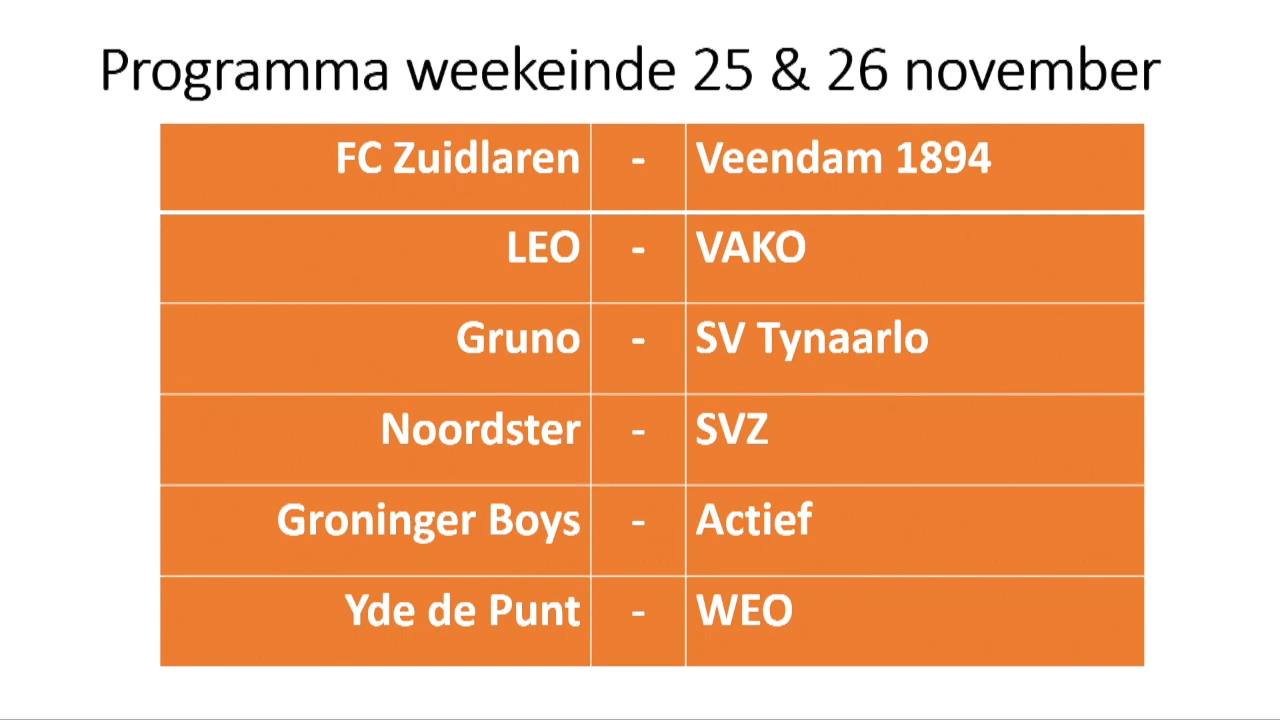 Programma weekeinde 25 & 26 november
FC Zuidlaren - Veendam 1894
LEO - VAKO
Gruno - SV Tynaarlo
Noordster - SVZ
Groninger Boys - Actief
Yde de Punt - WEO